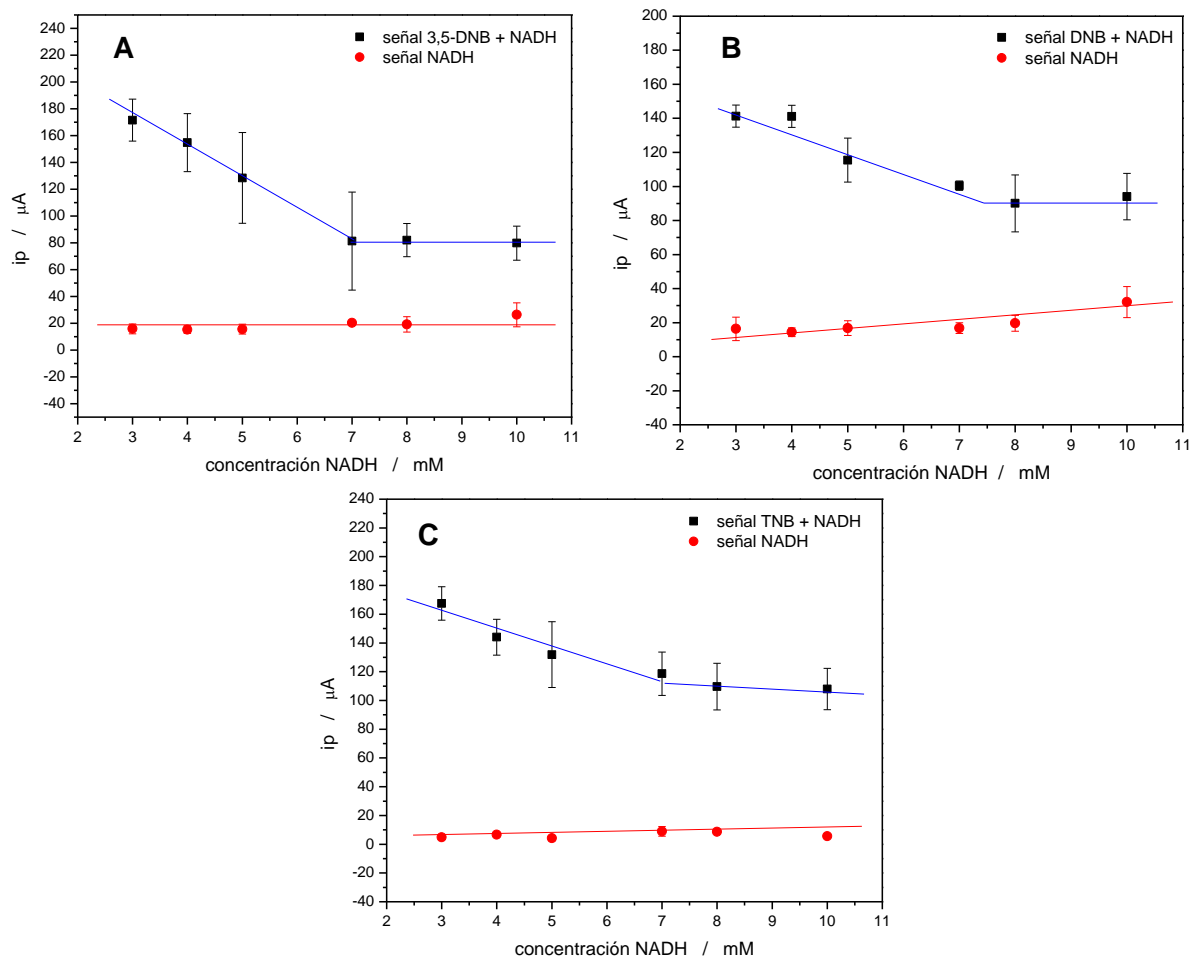 A
señal 3,5-DNB + NADH
señal NADH
240
220
200
180
160
140
120
100
80
60
40
20
0
-20
-40
ip / μA
2 3 4 5 6 7 8 9 10 11
concentración NADH / mM
B
señal DNB + NADH
señal NADH
200
180
160
140
120
100
80
60
40
20
0
-20
-40
ip / μA
2 3 4 5 6 7 8 9 10 11
concentración NADH / mM
C
señal TNB + NADH
señal NADH
240
220
200
180
160
140
120
100
80
60
40
20
0
-20
-40
ip / μA
2 3 4 5 6 7 8 9 10 11
concentración NADH / mM